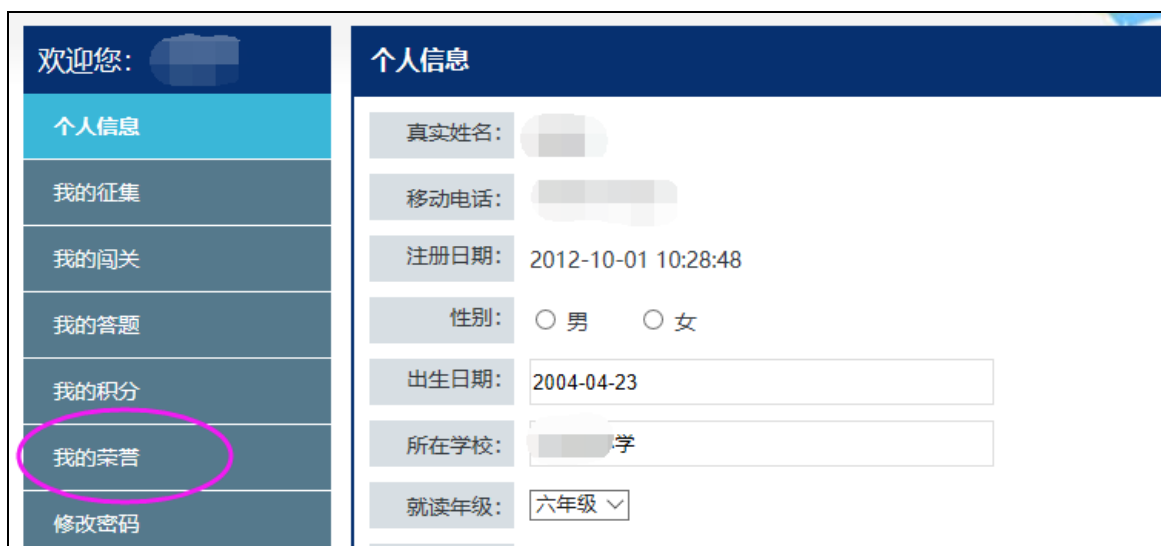 欢迎您：
个人信息
我的征集
我的闯关
我的答题
我的积分
我的荣誉
修改密码
个人信息
真实姓名：
移动电话：
注册日期： 2012-10-01 10:28:48
性别： 男 女
出生日期： 2004-04-23
所在学校： 学
就读年级： 六年级